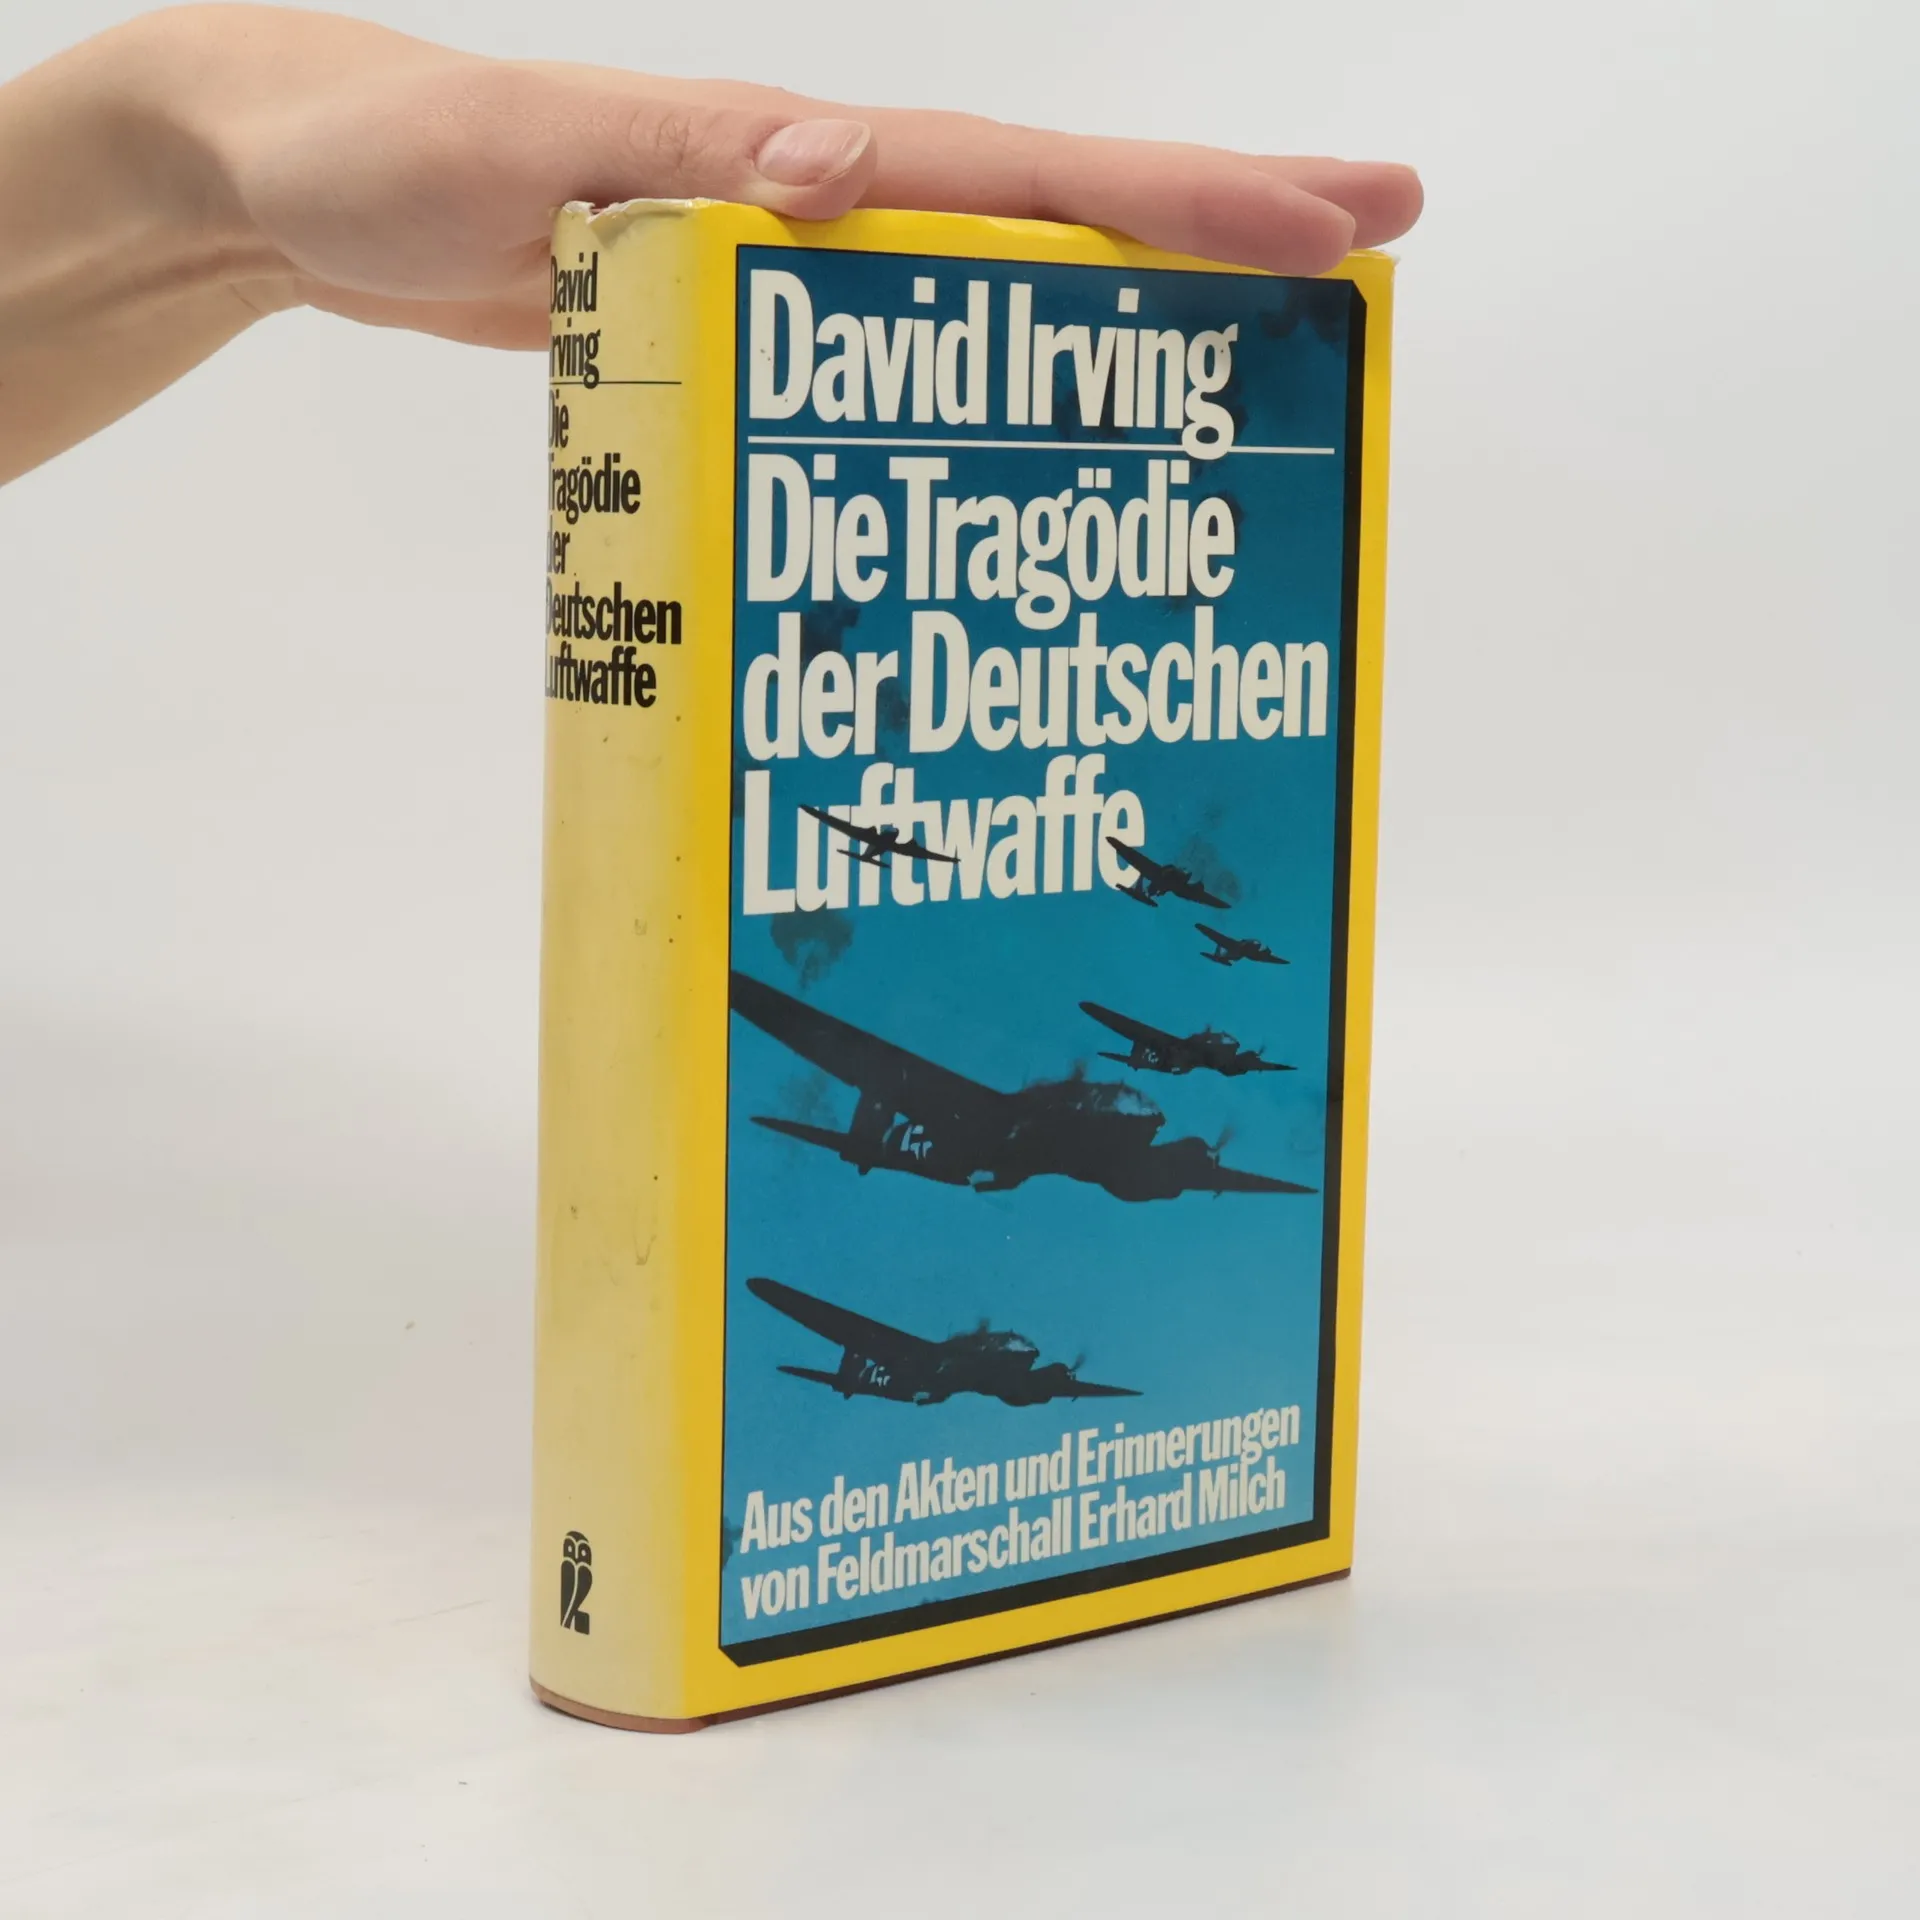 David
Irving
Die
Tragödie
der
Deutschen
Luftwaffe
David Irving
Die Tragödie
der Deutschen
Luftwaffe
Aus den Akten und Erinnerungen
von Feldmarschall Erhard Milch